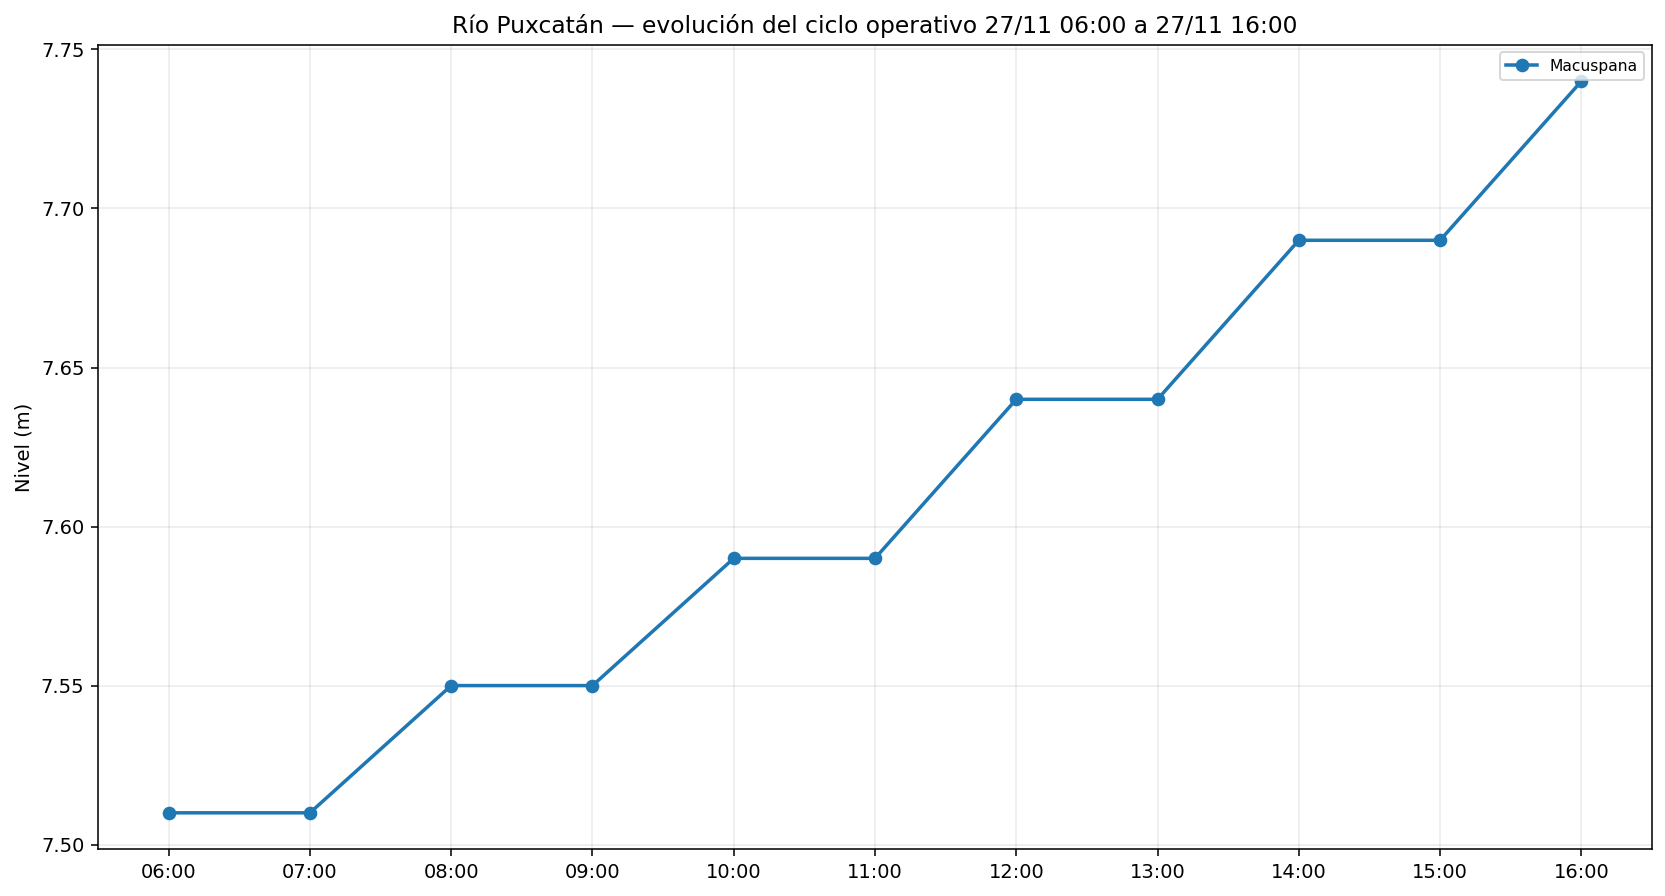 Río Puxcatán — evolución del ciclo operativo 27/11 06:00 a 27/11 16:00
Macuspana
Nivel (m)
7.75
7.70
7.65
7.60
7.55
7.50
06:00 07:00 08:00 09:00 10:00 11:00 12:00 13:00 14:00 15:00 16:00